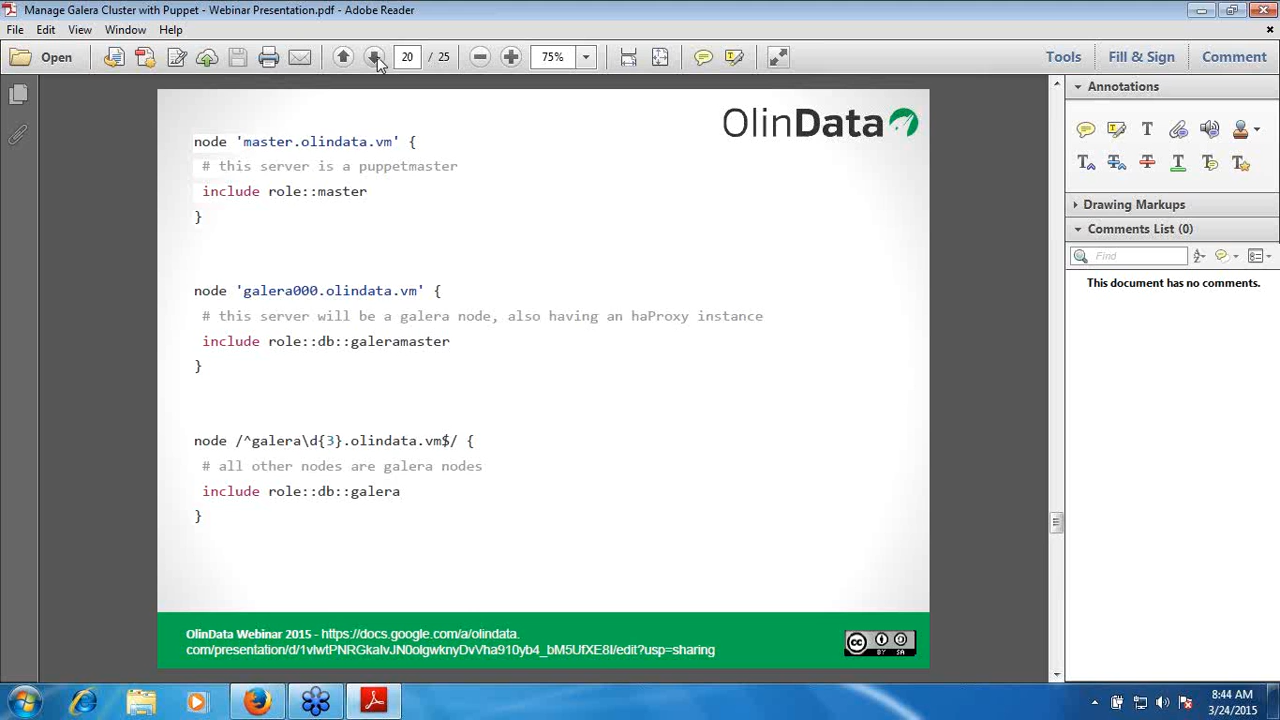 Manage Galera Cluster with Puppet - Webinar Presentation.pdf - Adobe Reader
File Edit View Window Help
Open
20 / 25
75%
Tools
Fill & Sign
Comment
Annotations
Drawing Markups
Comments List (0)
Find
This document has no comments.
OlinData
node 'master.olindata.vm' {
# this server is a puppetmaster
include role::master
}
node 'galera000.olindata.vm' {
# this server will be a galera node, also having an haProxy instance
include role::db::galeramaster
}
node /^galera\d{3}.olindata.vm$/ {
# all other nodes are galera nodes
include role::db::galera
}
OlinData Webinar 2015 - https://docs.google.com/a/olindata.
com/presentation/d/1vlwtPNRGkalvJN0olgwknyDvVha910yb4_bM5UfXE8I/edit?usp=sharing
cc
BY SA
8:44 AM
3/24/2015